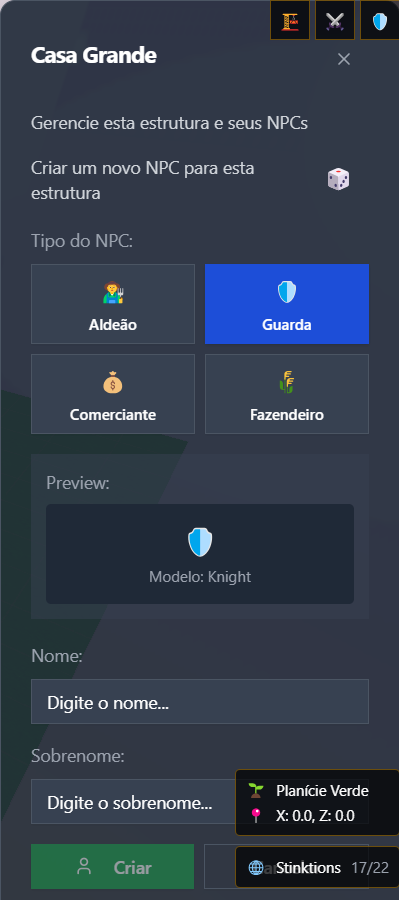 Casa Grande
Gerencie esta estrutura e seus NPCs
Criar um novo NPC para esta
estrutura
Tipo do NPC:
Aldeão
Guarda
Comerciante
Fazendeiro
Preview:
Modelo: Knight
Nome:
Digite o nome...
Sobrenome:
Digite o sobrenome...
Planície Verde
X: 0.0, Z: 0.0
Criar
Stinktions 17/22